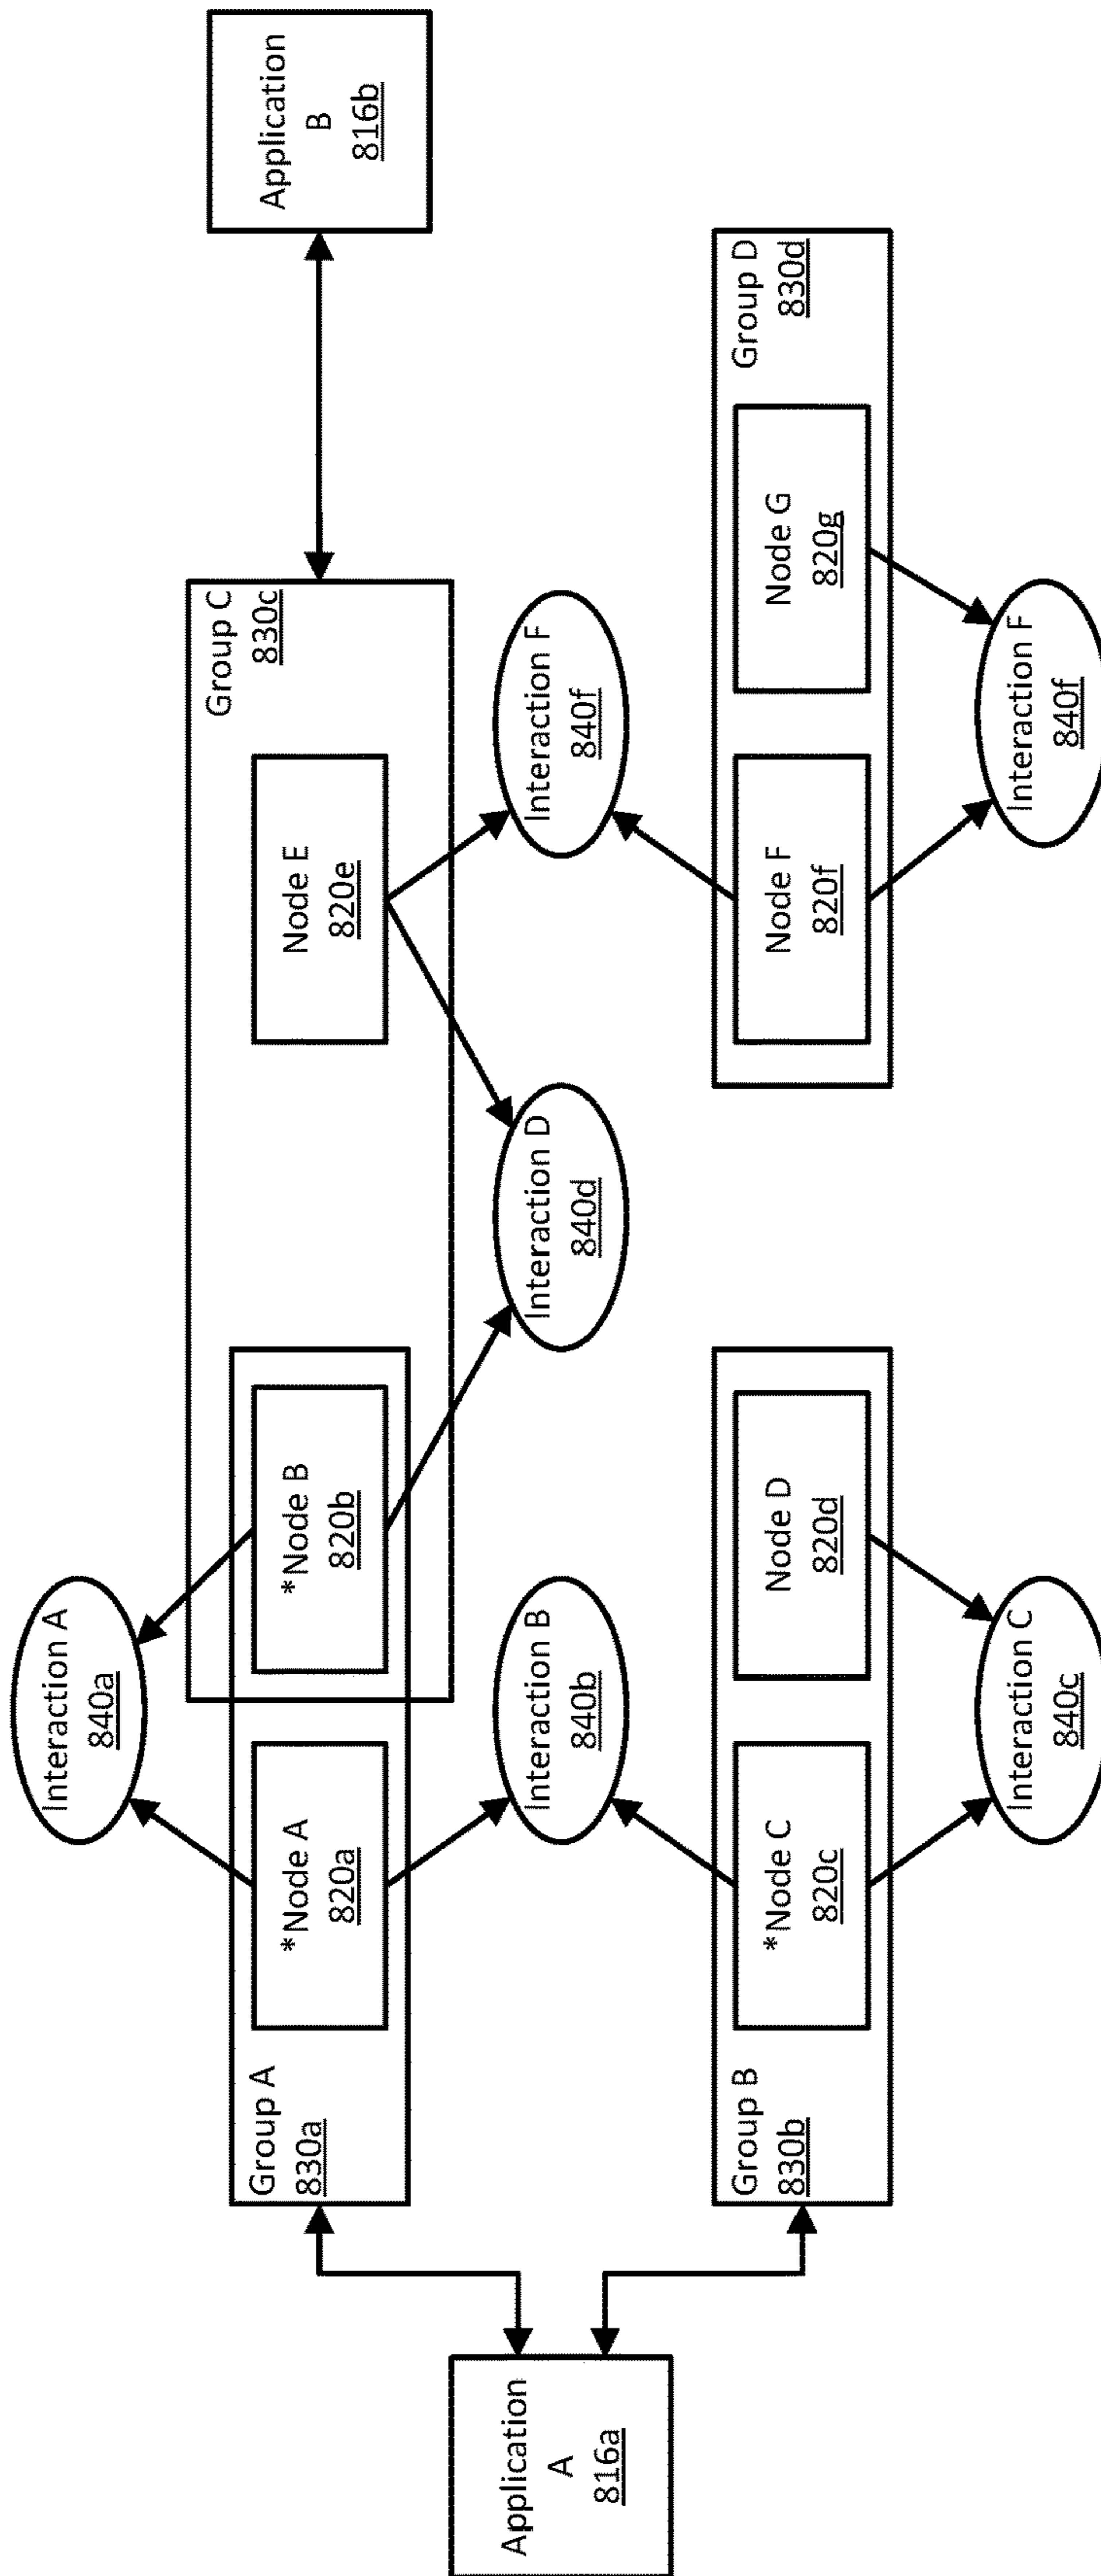 Interaction A
840a
Application
B
816b
Group C
830c
Group A
830a
*Node A
820a
*Node B
820b
Node E
820e
Application
A
816a
Interaction B
840b
Interaction D
840d
Interaction F
840f
Group B
830b
*Node C
820c
Node D
820d
Node F
820f
Node G
820g
Group D
830d
Interaction C
840c
Interaction F
840f